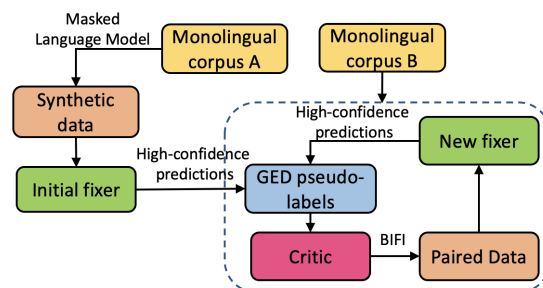 Masked
Language Model
Monolingual
corpus A
Monolingual
corpus B
Synthetic
data
High-confidence
predictions
New fixer
High-confidence
predictions
Initial fixer
GED pseudo-
labels
Critic
BIFI
Paired Data